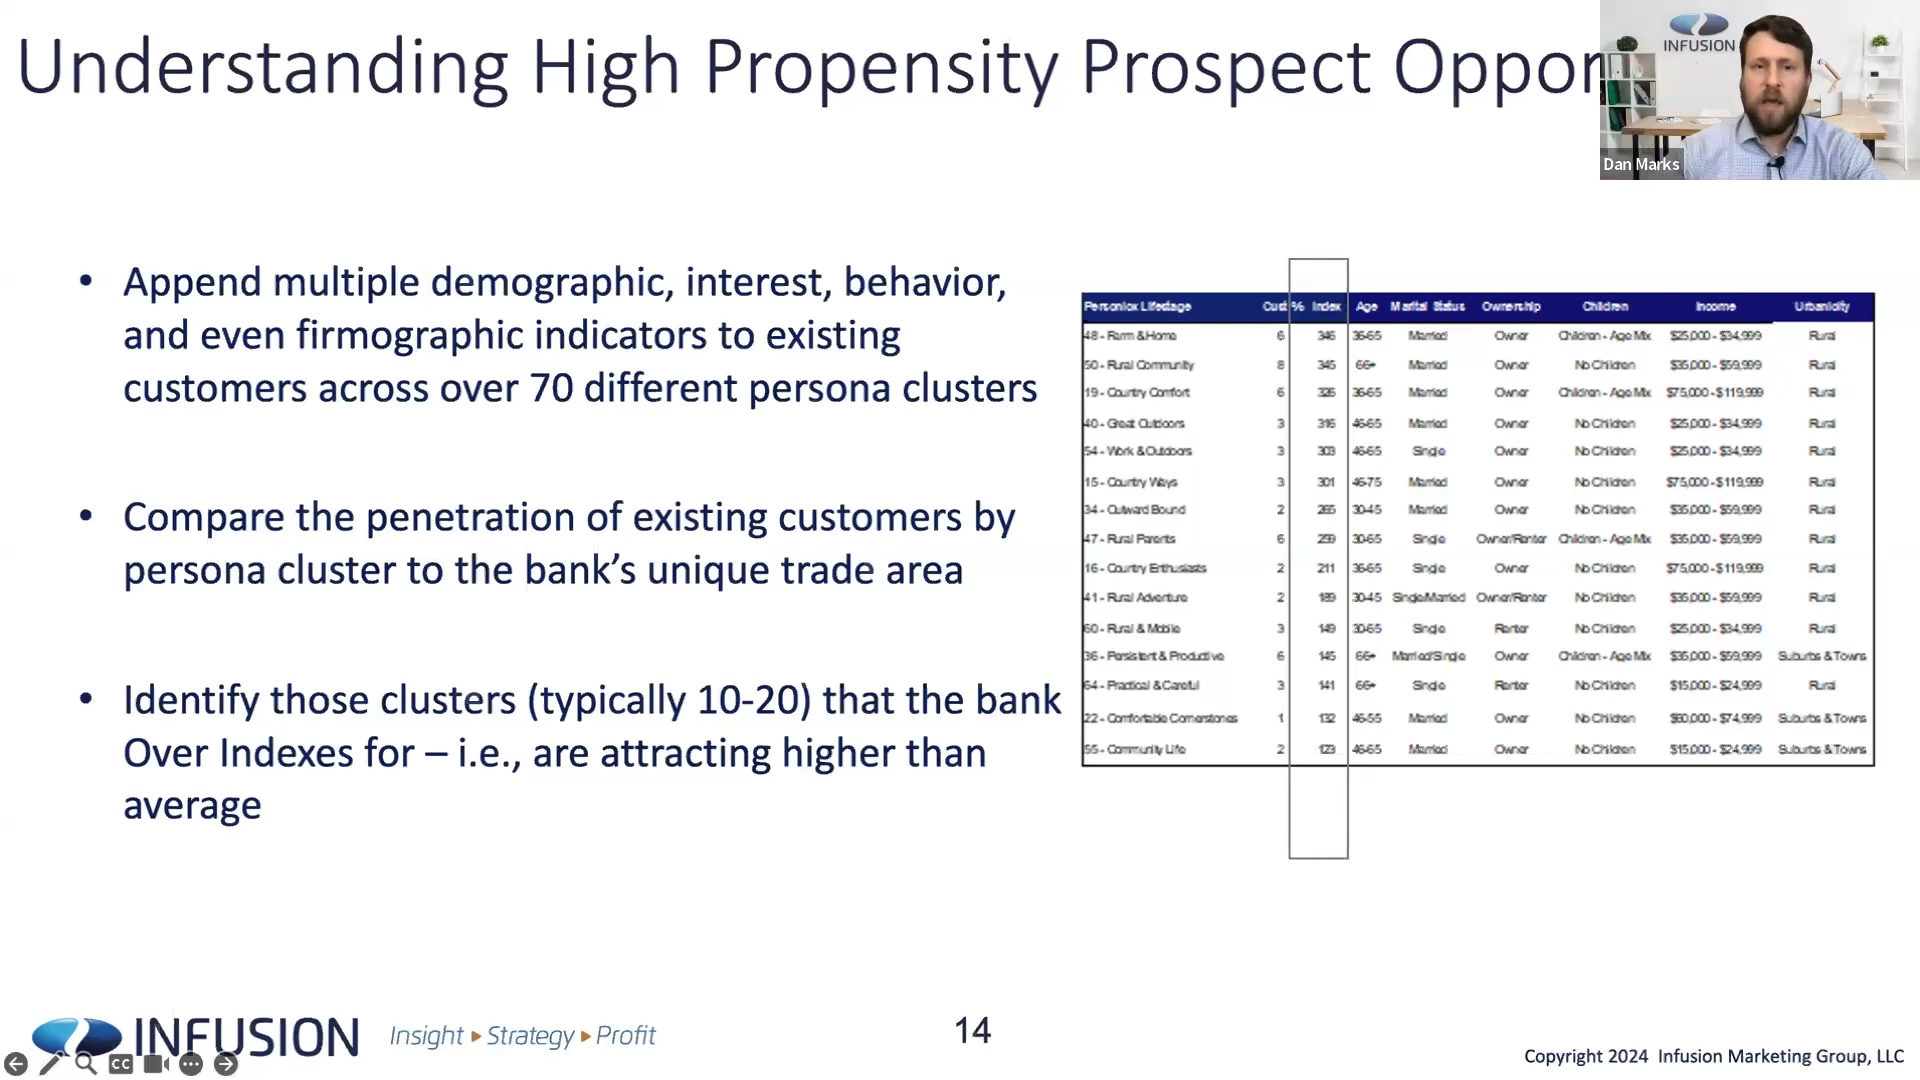 Understanding High Propensity Prospect Oppor
INFUSION
Dan Marks
• Append multiple demographic, interest, behavior,
and even firmographic indicators to existing
customers across over 70 different persona clusters
• Compare the penetration of existing customers by
persona cluster to the bank’s unique trade area
• Identify those clusters (typically 10-20) that the bank
Over Indexes for – i.e., are attracting higher than
average
Personicx Lifestage Cust % Index Age Marital Status Ownership Children Income Urbanicity
48 - Farm & Home 6 346 36-65 Married Owner Children - Age Mix $25,000 - $34,999 Rural
50 - Rural Community 8 345 66+ Married Owner No Children $35,000 - $59,999 Rural
19 - Country Comfort 6 326 36-65 Married Owner Children - Age Mix $75,000 - $119,999 Rural
40 - Great Outdoors 3 316 46-65 Married Owner No Children $25,000 - $34,999 Rural
54 - Work & Outdoors 3 303 46-65 Single Owner No Children $25,000 - $34,999 Rural
15 - Country Ways 3 301 46-75 Married Owner No Children $75,000 - $119,999 Rural
34 - Outward Bound 2 265 30-45 Married Owner No Children $35,000 - $59,999 Rural
47 - Rural Parents 6 259 30-65 Single Owner/Renter Children - Age Mix $35,000 - $59,999 Rural
16 - Country Enthusiasts 2 211 36-65 Single Owner No Children $75,000 - $119,999 Rural
41 - Rural Adventure 2 189 30-45 Single/Married Owner/Renter No Children $35,000 - $59,999 Rural
60 - Rural & Mobile 3 149 30-65 Single Renter No Children $25,000 - $34,999 Rural
36 - Persistent & Productive 6 145 66+ Married/Single Owner Children - Age Mix $35,000 - $59,999 Suburbs & Towns
64 - Practical & Careful 3 141 66+ Single Renter No Children $15,000 - $24,999 Rural
22 - Comfortable Cornerstones 1 132 46-55 Married Owner No Children $60,000 - $74,999 Suburbs & Towns
55 - Community Life 2 123 46-65 Married Owner No Children $15,000 - $24,999 Suburbs & Towns
INFUSION
Insight ▸ Strategy ▸ Profit
14
CC
Copyright 2024 Infusion Marketing Group, LLC